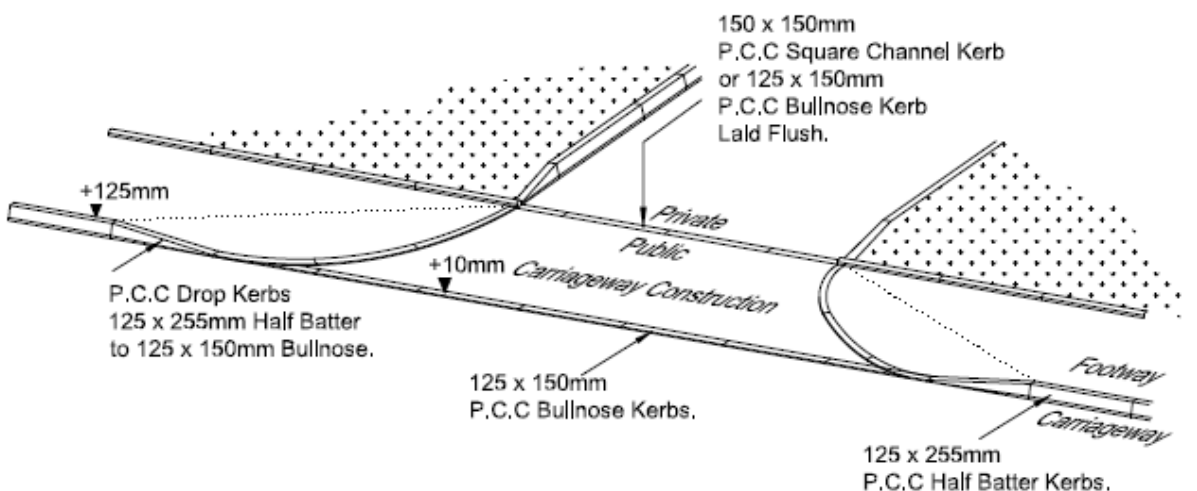 150 x 150mm
P.C.C Square Channel Kerb
or 125 x 150mm
P.C.C Bullnose Kerb
Laid Flush.
+125mm
Private
Public
+10mm
Carriageway Construction
P.C.C Drop Kerbs
125 x 255mm Half Batter
to 125 x 150mm Bullnose.
125 x 150mm
P.C.C Bullnose Kerbs.
Footway
Carriageway
125 x 255mm
P.C.C Half Batter Kerbs.